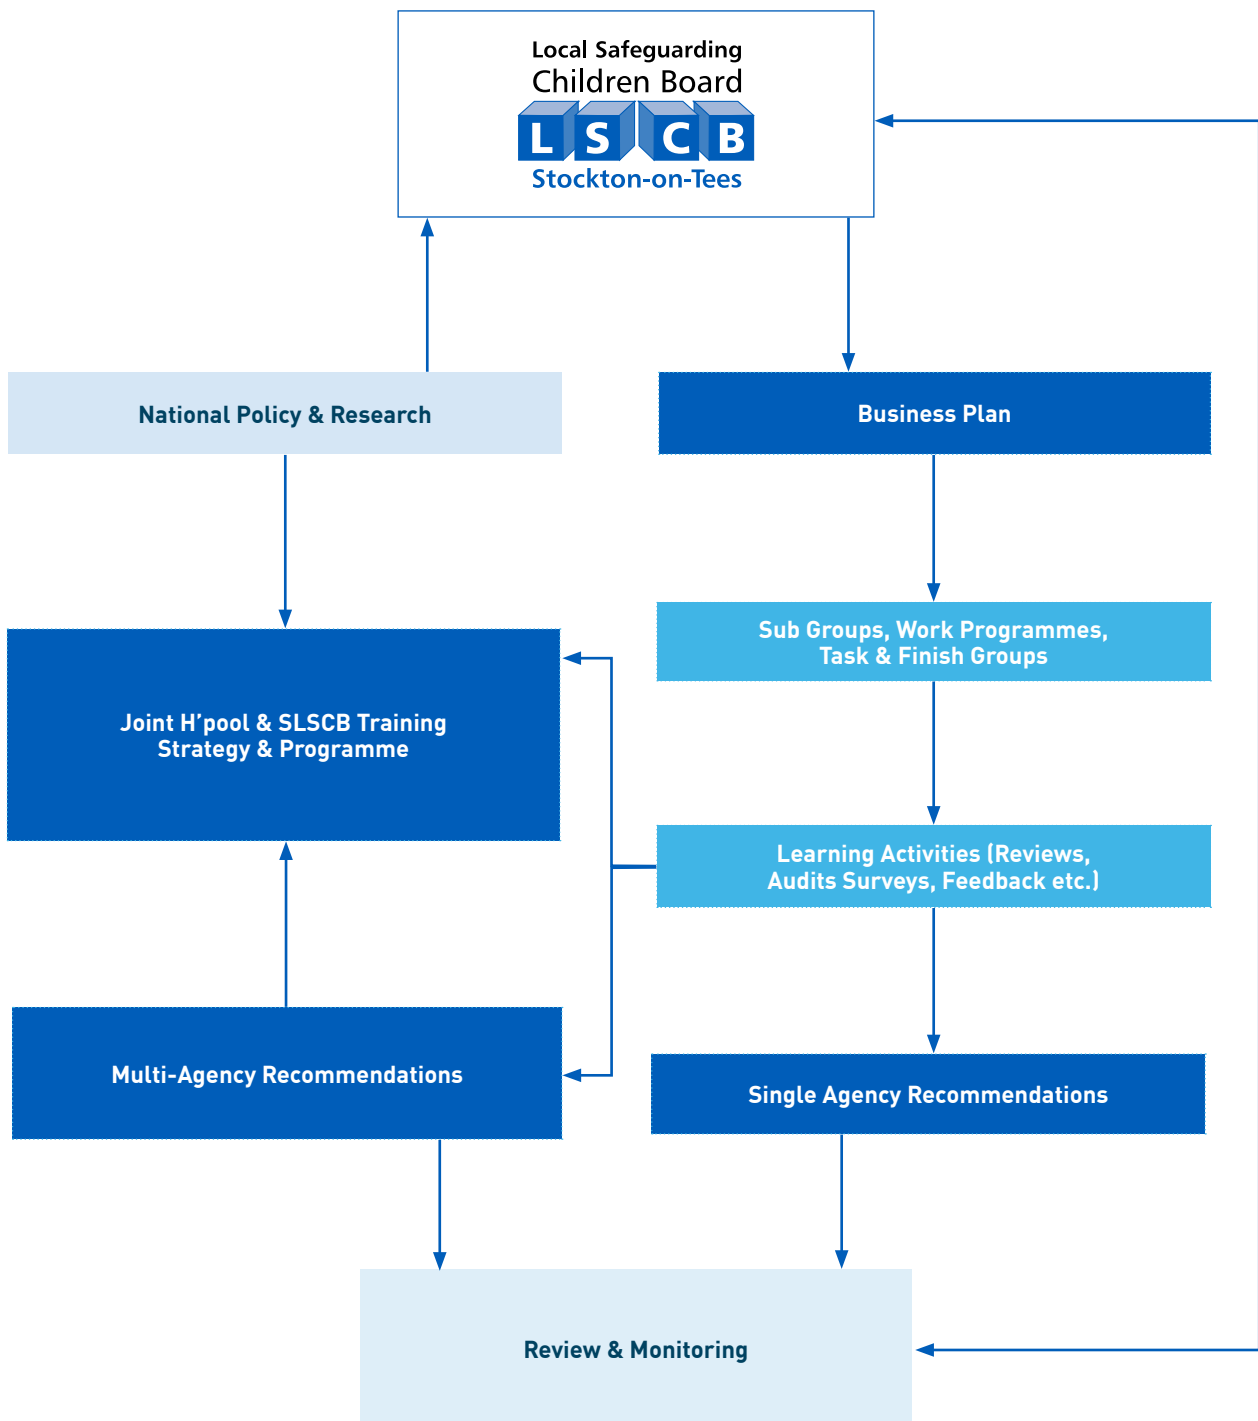 Local Safeguarding
Children Board
L S C B
Stockton-on-Tees
National Policy & Research
Business Plan
Sub Groups, Work Programmes,
Task & Finish Groups
Joint H’pool & SLSCB Training
Strategy & Programme
Learning Activities (Reviews,
Audits Surveys, Feedback etc.)
Multi-Agency Recommendations
Single Agency Recommendations
Review & Monitoring